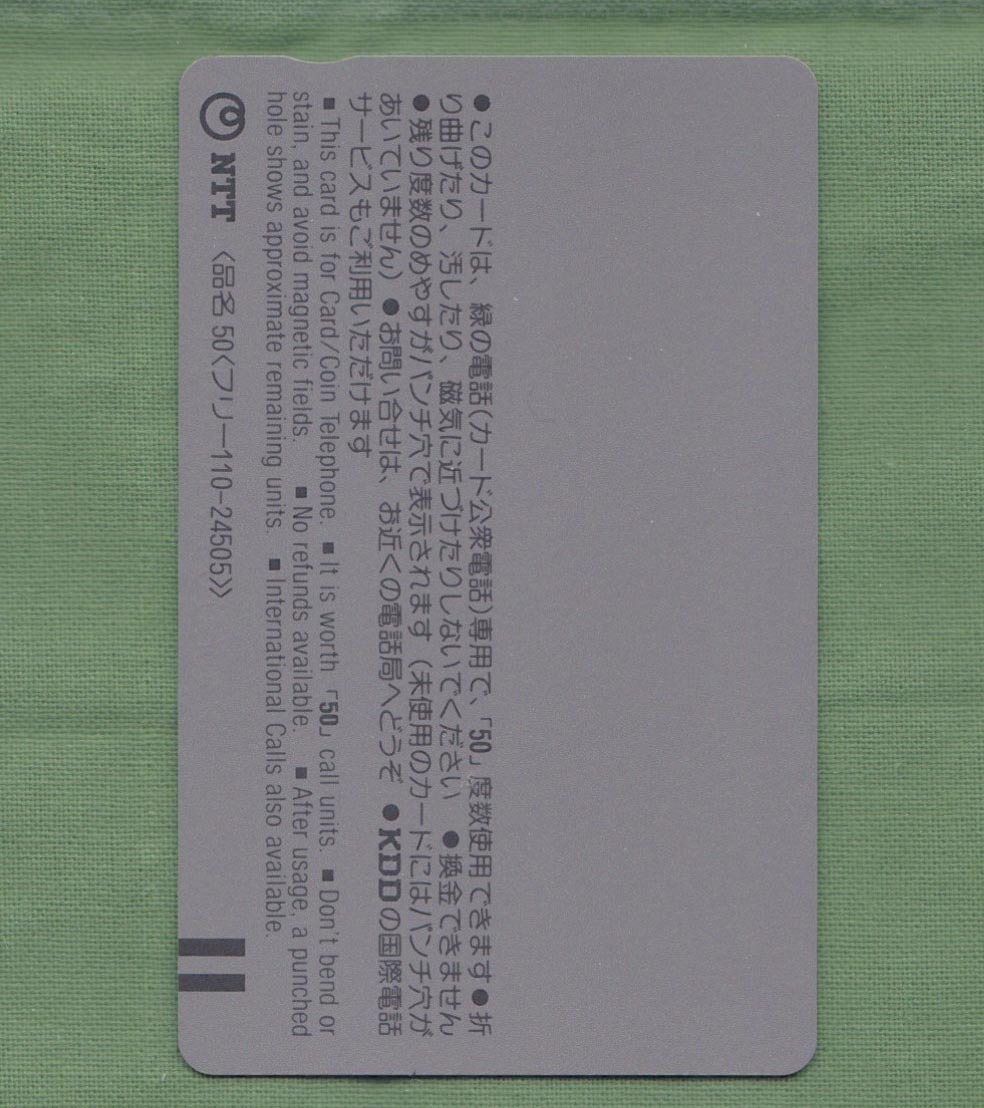 ●このカードは、緑の電話(カード公衆電話)専用で、「50」度数使用できます●折
り曲げたり、汚したり、磁気に近づけたりしないでください ●換金できません
●残り度数のめやすがパンチ穴で表示されます（未使用のカードにはパンチ穴が
あいていません）●お問い合せは、お近くの電話局へどうぞ ●KDDの国際電話
サービスもご利用いただけます
■This card is for Card/Coin Telephone. ■It is worth「50」call units. ■Don't bend or
stain, and avoid magnetic fields. ■No refunds available. ■After usage, a punched
hole shows approximate remaining units. ■International Calls also available.
NTT 〈品名 50〈フリー110-24505〉〉